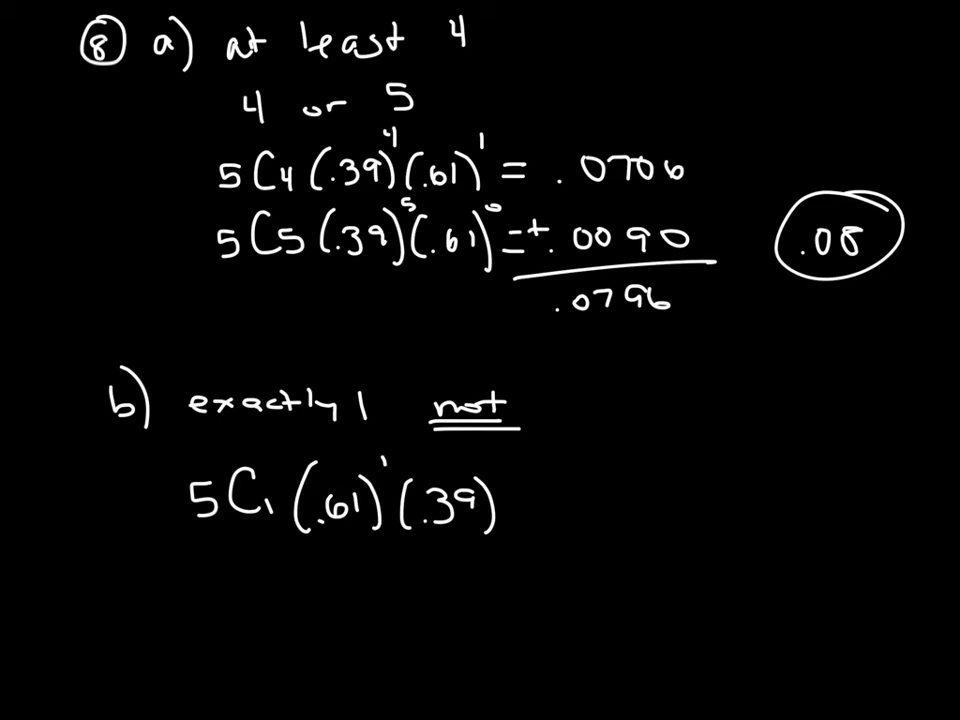 ⑧ a) at least 4
4 or 5
5C4 (.39)⁴(.61)¹ = .0706
5C5 (.39)⁵(.61)⁰ = + .0090
.0796
.08
b) exactly 1 not
5C1 (.61)¹(.39)